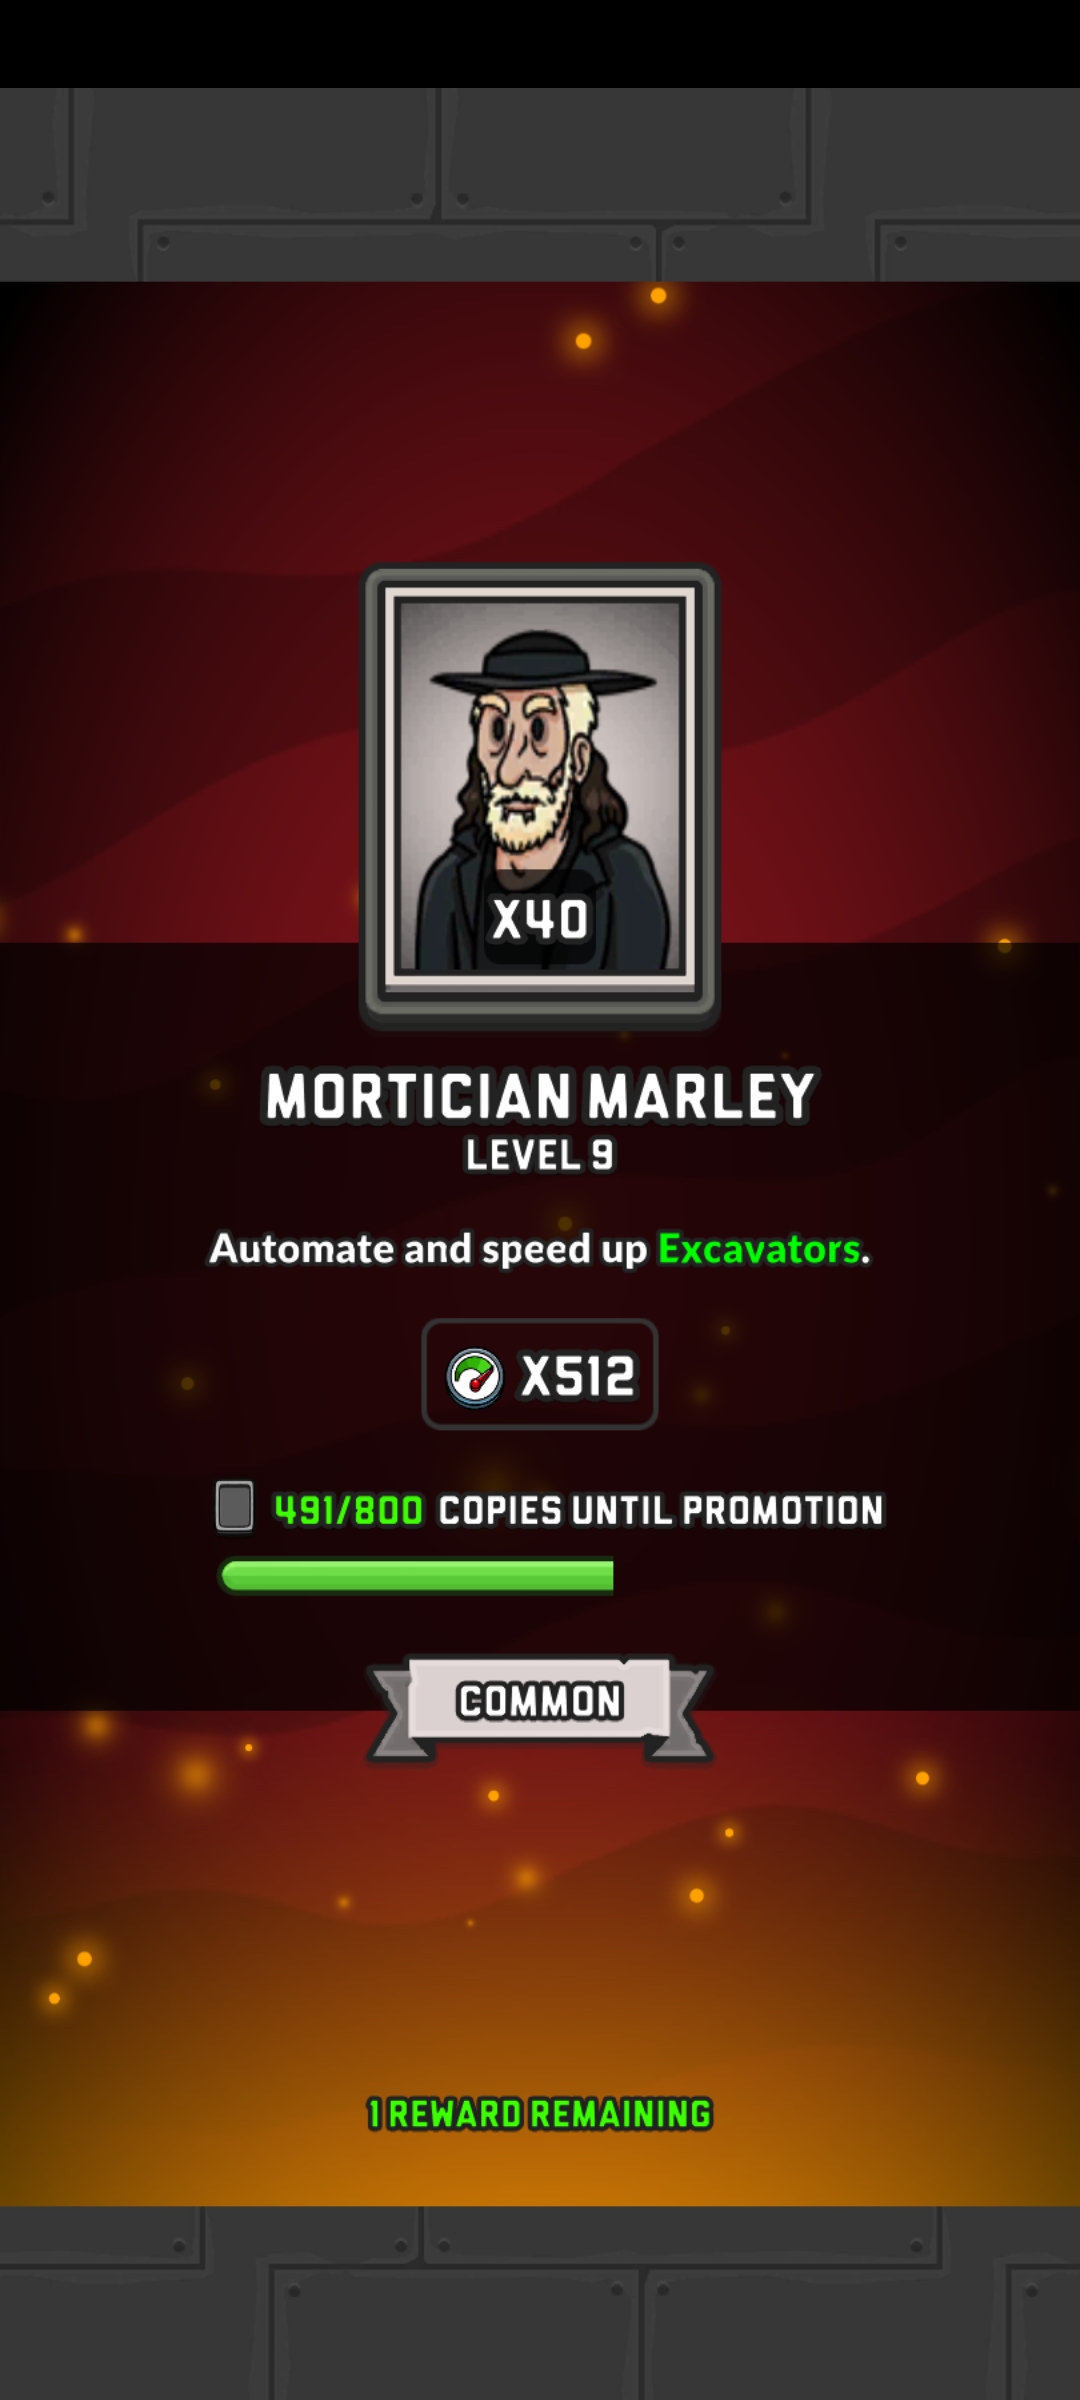 X40
MORTICIAN MARLEY
LEVEL 9
Automate and speed up Excavators.
X512
491/800 COPIES UNTIL PROMOTION
COMMON
1 REWARD REMAINING